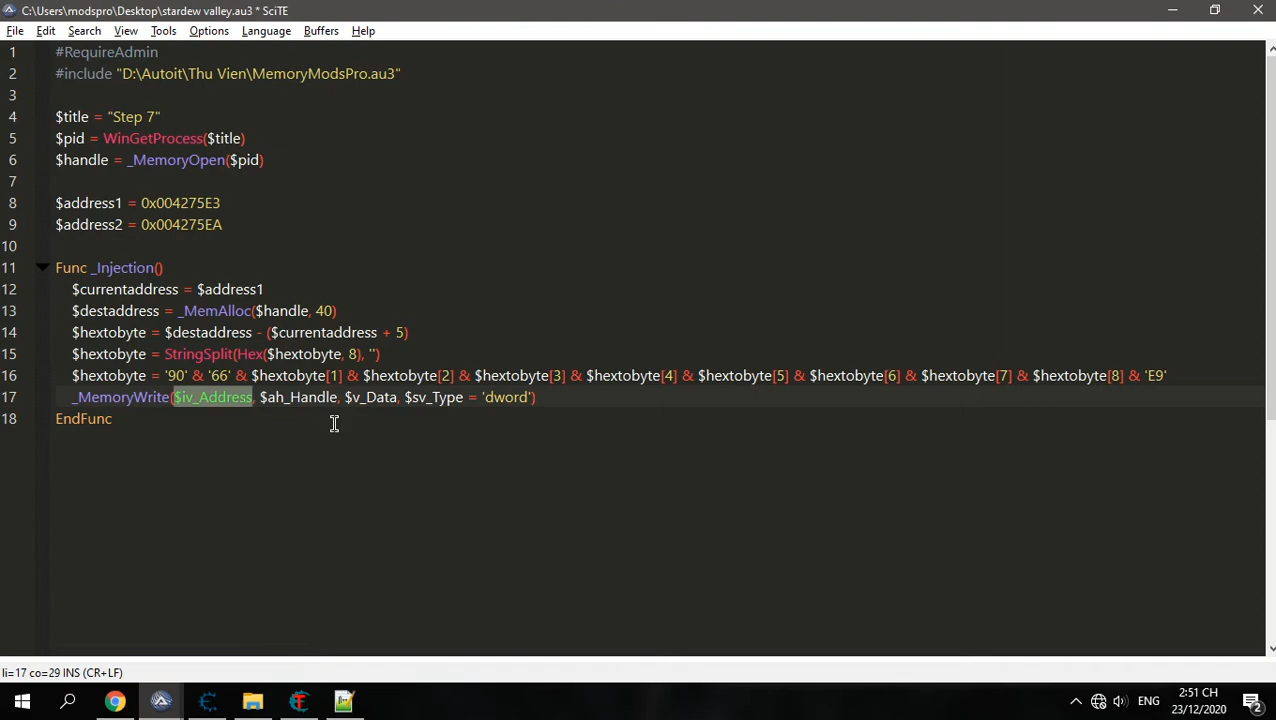 C:\Users\modspro\Desktop\stardew valley.au3 * SciTE
File Edit Search View Tools Options Language Buffers Help
1 #RequireAdmin
2 #include "D:\Autoit\Thu Vien\MemoryModsPro.au3"
3
4 $title = "Step 7"
5 $pid = WinGetProcess($title)
6 $handle = _MemoryOpen($pid)
7
8 $address1 = 0x004275E3
9 $address2 = 0x004275EA
10
11 Func _Injection()
12 $currentaddress = $address1
13 $destaddress = _MemAlloc($handle, 40)
14 $hextobyte = $destaddress - ($currentaddress + 5)
15 $hextobyte = StringSplit(Hex($hextobyte, 8), '')
16 $hextobyte = '90' & '66' & $hextobyte[1] & $hextobyte[2] & $hextobyte[3] & $hextobyte[4] & $hextobyte[5] & $hextobyte[6] & $hextobyte[7] & $hextobyte[8] & 'E9'
17 _MemoryWrite($iv_Address, $ah_Handle, $v_Data, $sv_Type = 'dword')
18 EndFunc
li=17 co=29 INS (CR+LF)
ENG
2:51 CH
23/12/2020
2